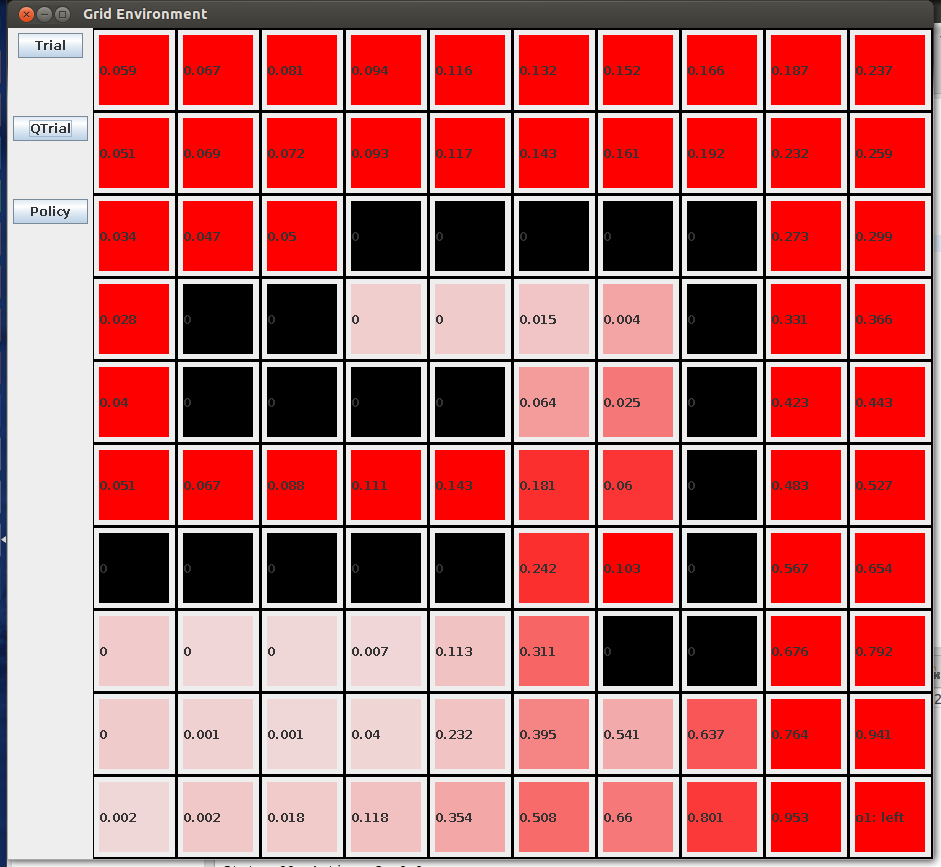 Grid Environment
Trial
0.059 0.067 0.081 0.094 0.116 0.132 0.152 0.166 0.187 0.237
QTrial
0.051 0.069 0.072 0.093 0.117 0.143 0.161 0.192 0.232 0.259
Policy
0.034 0.047 0.05 0 0 0 0 0 0.273 0.299
0.028 0 0 0 0 0.015 0.004 0 0.331 0.366
0.04 0 0 0 0 0.064 0.025 0 0.423 0.443
0.051 0.067 0.088 0.111 0.143 0.181 0.06 0 0.483 0.527
0 0 0 0 0 0.242 0.103 0 0.567 0.654
0 0 0 0.007 0.113 0.311 0 0 0.676 0.792
0 0.001 0.001 0.04 0.232 0.395 0.541 0.637 0.764 0.941
0.002 0.002 0.018 0.118 0.354 0.508 0.66 0.801 0.953 left